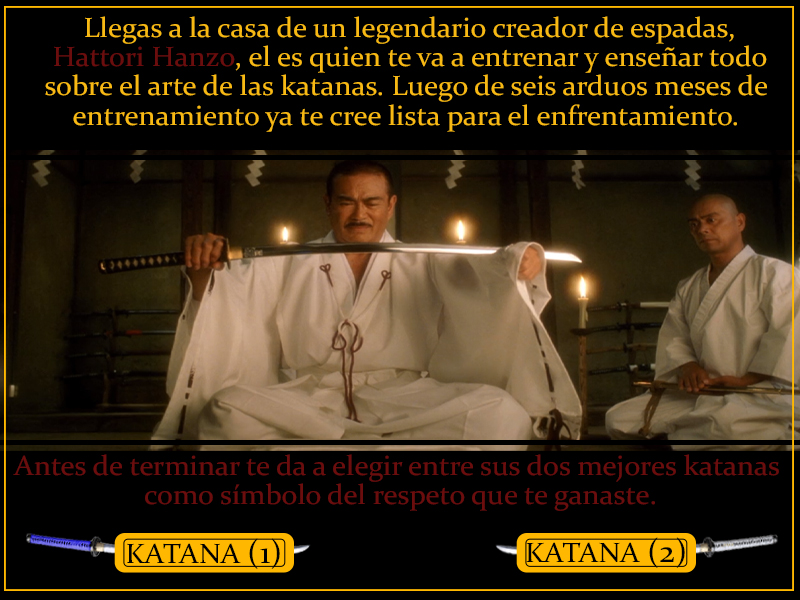 Llegas a la casa de un legendario creador de espadas,
Hattori Hanzo, el es quien te va a entrenar y enseñar todo
sobre el arte de las katanas. Luego de seis arduos meses de
entrenamiento ya te cree lista para el enfrentamiento.
Antes de terminar te da a elegir entre sus dos mejores katanas
como símbolo del respeto que te ganaste.
KATANA (1)
KATANA (2)